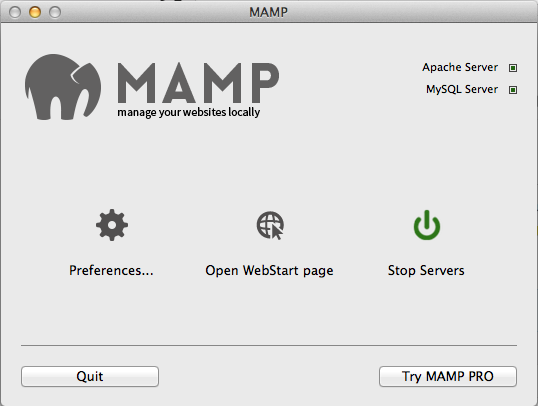 MAMP
MAMP
manage your websites locally
Apache Server
MySQL Server
Preferences...
Open WebStart page
Stop Servers
Quit
Try MAMP PRO